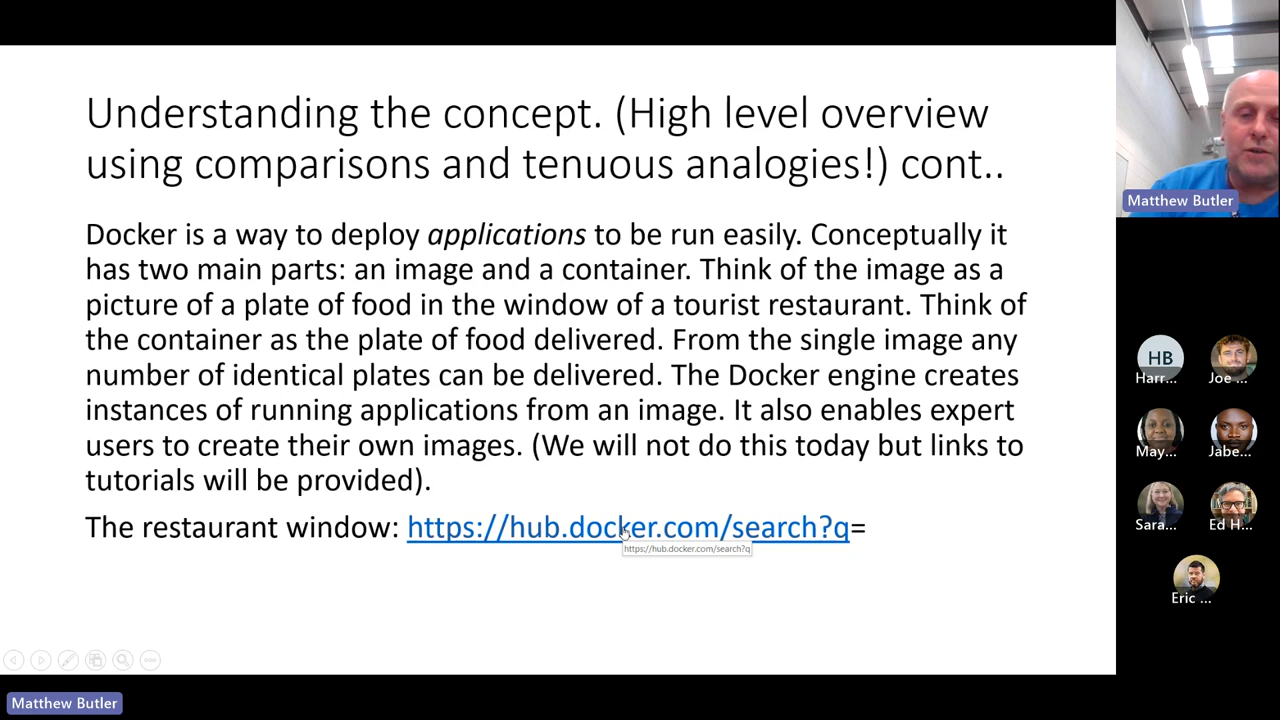 Understanding the concept. (High level overview
using comparisons and tenuous analogies!) cont..
Docker is a way to deploy applications to be run easily. Conceptually it
has two main parts: an image and a container. Think of the image as a
picture of a plate of food in the window of a tourist restaurant. Think of
the container as the plate of food delivered. From the single image any
number of identical plates can be delivered. The Docker engine creates
instances of running applications from an image. It also enables expert
users to create their own images. (We will not do this today but links to
tutorials will be provided).
The restaurant window: https://hub.docker.com/search?q=
https://hub.docker.com/search?q
Matthew Butler
Matthew Butler
HB
Harr...
Joe ...
May...
Jabe...
Sara...
Ed H...
Eric ...